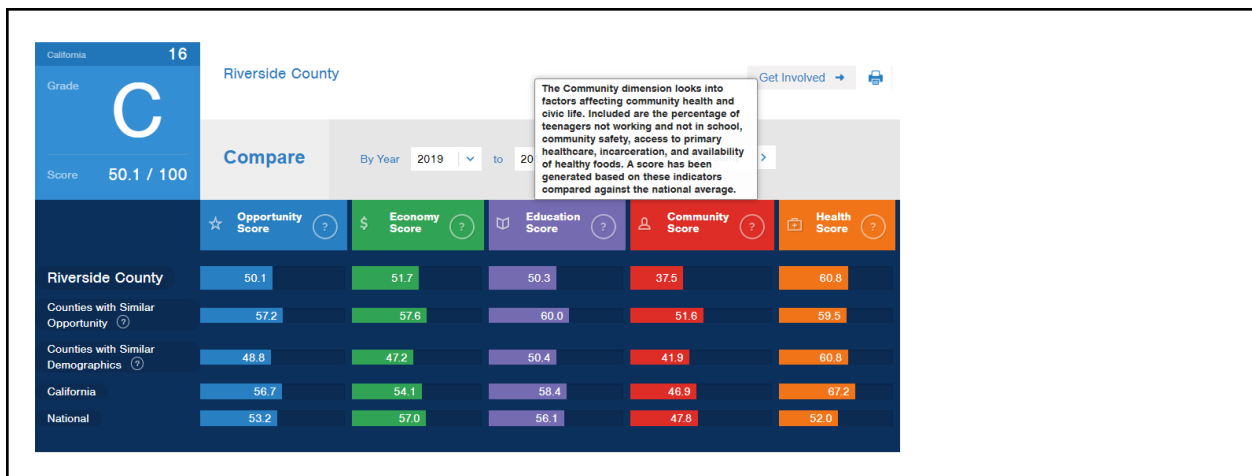 California 16
Grade
C
Score 50.1 / 100
Riverside County
Get Involved
The Community dimension looks into
factors affecting community health and
civic life. Included are the percentage of
teenagers not working and not in school,
community safety, access to primary
healthcare, incarceration, and availability
of healthy foods. A score has been
generated based on these indicators
compared against the national average.
Compare
By Year 2019 to
Opportunity
Score ?
$ Economy
Score ?
Education
Score ?
Community
Score ?
Health
Score ?
Riverside County 50.1 51.7 50.3 37.5 60.8
Counties with Similar
Opportunity ? 57.2 57.6 60.0 51.6 59.5
Counties with Similar
Demographics ? 48.8 47.2 50.4 41.9 60.8
California 56.7 54.1 58.4 46.9 67.2
National 53.2 57.0 56.1 47.8 52.0